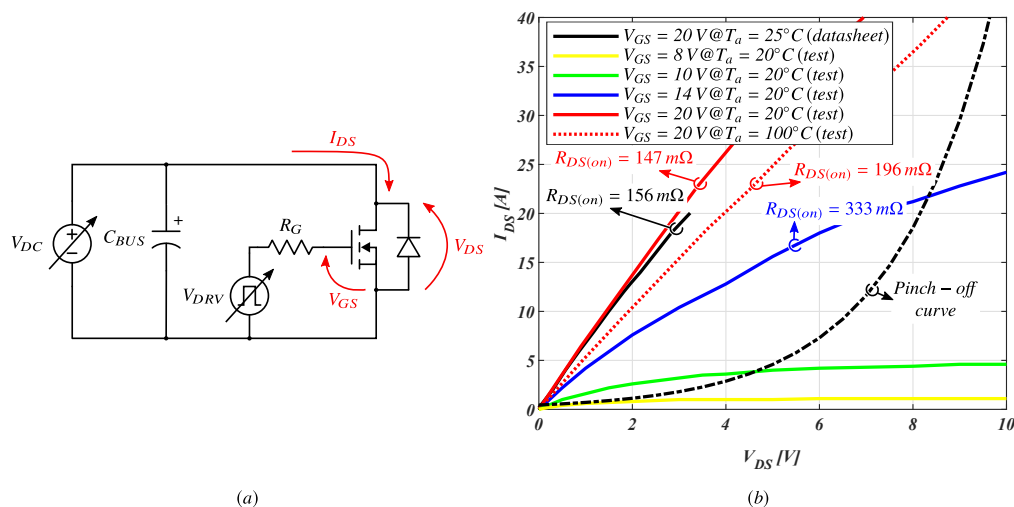 I_DS
V_DC
C_BUS
+
R_G
V_DRV
V_GS
V_DS
(a)
V_GS = 20 V@T_a = 25°C (datasheet)
V_GS = 8 V@T_a = 20°C (test)
V_GS = 10 V@T_a = 20°C (test)
V_GS = 14 V@T_a = 20°C (test)
V_GS = 20 V@T_a = 20°C (test)
V_GS = 20 V@T_a = 100°C (test)
R_DS(on) = 147 mΩ
R_DS(on) = 196 mΩ
R_DS(on) = 156 mΩ
R_DS(on) = 333 mΩ
Pinch − off
curve
40
35
30
25
20
15
10
5
0
I_DS [A]
0 2 4 6 8 10
V_DS [V]
(b)